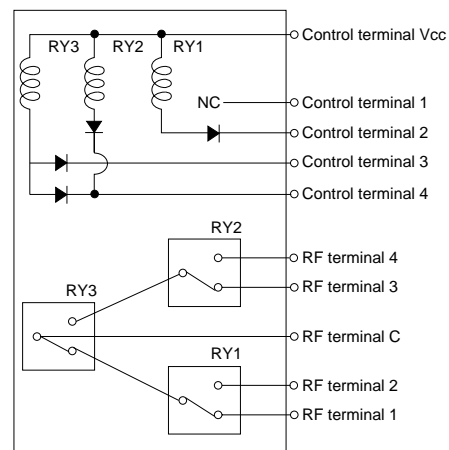 RY3 RY2 RY1 Control terminal Vcc
NC Control terminal 1
Control terminal 2
Control terminal 3
Control terminal 4
RY2
RF terminal 4
RF terminal 3
RY3
RF terminal C
RY1
RF terminal 2
RF terminal 1